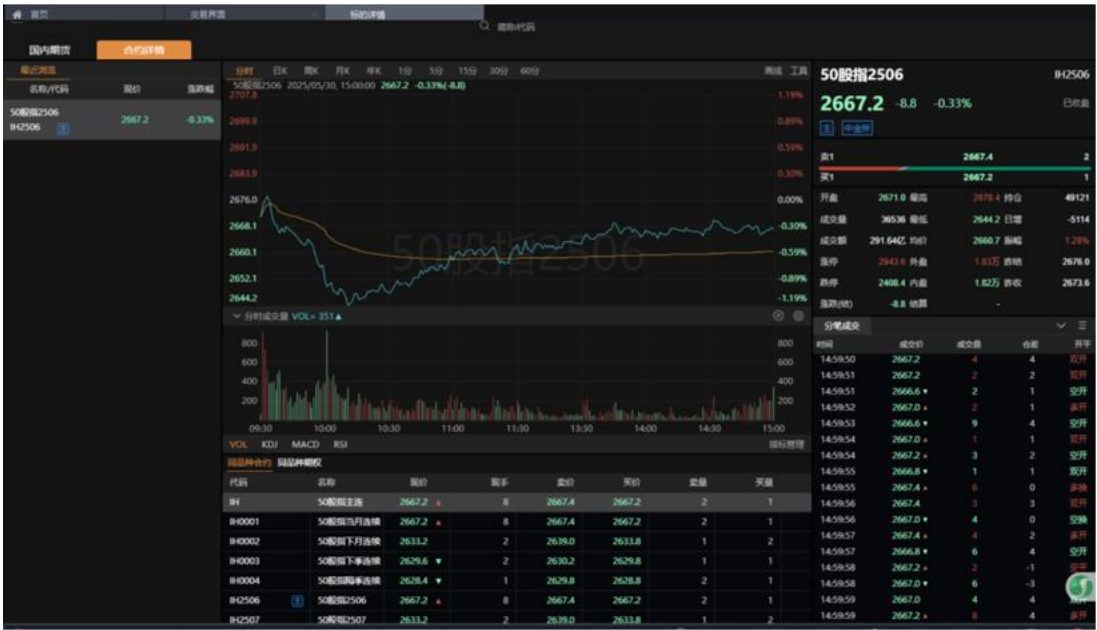 首页 交易界面 标的详情
简称/代码
国内期货 合约详情
最近浏览
名称/代码 现价 涨跌幅
50股指2506
IH2506 主 2667.2 -0.33%
分时 日K 周K 月K 年K 1分 5分 15分 30分 60分 画线 工具
50股指2506 2025/05/30, 15:00:00 2667.2 -0.33%(-8.8)
2707.8 1.19%
2699.9 0.89%
2691.9 0.59%
2683.9 0.30%
2676.0 0.00%
2668.1 -0.30%
2660.1 -0.59%
2652.1 -0.89%
2644.2 -1.19%
50股指2506
分时成交量 VOL= 351▲
800 800
600 600
400 400
200 200
09:30 10:00 10:30 11:00 11:30 13:30 14:00 14:30 15:00
VOL KDJ MACD RSI 指标管理
同品种合约 同品种期权
代码 名称 现价 现手 卖价 买价 卖量 买量
IH 50股指主连 2667.2 ▲ 8 2667.4 2667.2 2 1
IH0001 50股指当月连续 2667.2 ▲ 8 2667.4 2667.2 2 1
IH0002 50股指下月连续 2633.2 2 2639.0 2633.8 1 2
IH0003 50股指下季连续 2629.6 ▼ 2 2630.2 2629.8 1 1
IH0004 50股指隔季连续 2628.4 ▼ 1 2629.8 2628.8 2 1
IH2506 主 50股指2506 2667.2 ▲ 8 2667.4 2667.2 2 1
IH2507 50股指2507 2633.2 2 2639.0 2633.8 1 2
50股指2506 IH2506
2667.2 -8.8 -0.33% 已收盘
主 中金所
卖1 2667.4 2
买1 2667.2 1
开盘 2671.0 最高 2678.4 持仓 49121
成交量 36536 最低 2644.2 日增 -5114
成交额 291.64亿 均价 2660.7 振幅 1.28%
涨停 2943.6 外盘 1.83万 昨结 2676.0
跌停 2408.4 内盘 1.82万 昨收 2673.6
涨跌(结) -8.8 结算 -
分笔成交
时间 成交价 成交量 仓差 开平
14:59:50 2667.2 4 4 双开
14:59:51 2667.2 2 2 双开
14:59:51 2666.6 ▼ 2 1 空开
14:59:52 2667.0 ▲ 2 1 多开
14:59:53 2666.6 ▼ 9 4 空开
14:59:54 2667.0 ▲ 1 1 双开
14:59:54 2667.2 ▲ 3 2 空开
14:59:55 2666.8 ▼ 1 1 双开
14:59:55 2667.4 ▲ 6 0 多换
14:59:56 2667.4 3 3 双开
14:59:56 2667.0 ▼ 4 0 空换
14:59:57 2667.4 ▲ 4 2 多开
14:59:57 2666.8 ▼ 6 4 空开
14:59:58 2667.2 ▲ 2 -1 空平
14:59:58 2667.0 ▼ 6 -3
14:59:59 2667.0 4 4 双开
14:59:59 2667.2 ▲ 8 4 多开